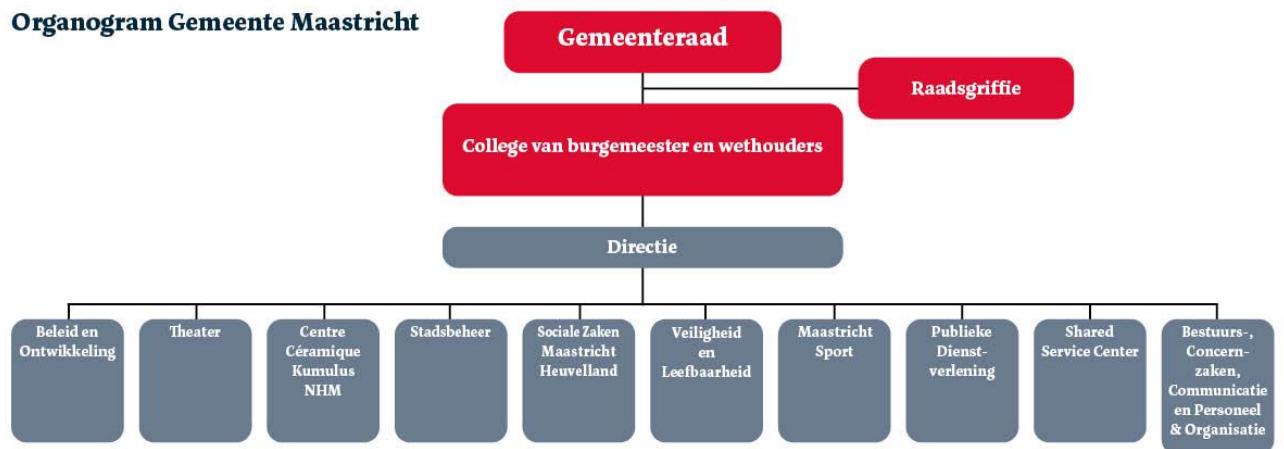 Organogram Gemeente Maastricht
Gemeenteraad
Raadsgriffie
College van burgemeester en wethouders
Directie
Beleid en
Ontwikkeling
Theater
Centre
Céramique
Kumulus
NHM
Stadsbeheer
Sociale Zaken
Maastricht
Heuvelland
Veiligheid
en
Leefbaarheid
Maastricht
Sport
Publieke
Dienst-
verlening
Shared
Service Center
Bestuurs-,
Concern-
zaken,
Communicatie
en Personeel
& Organisatie